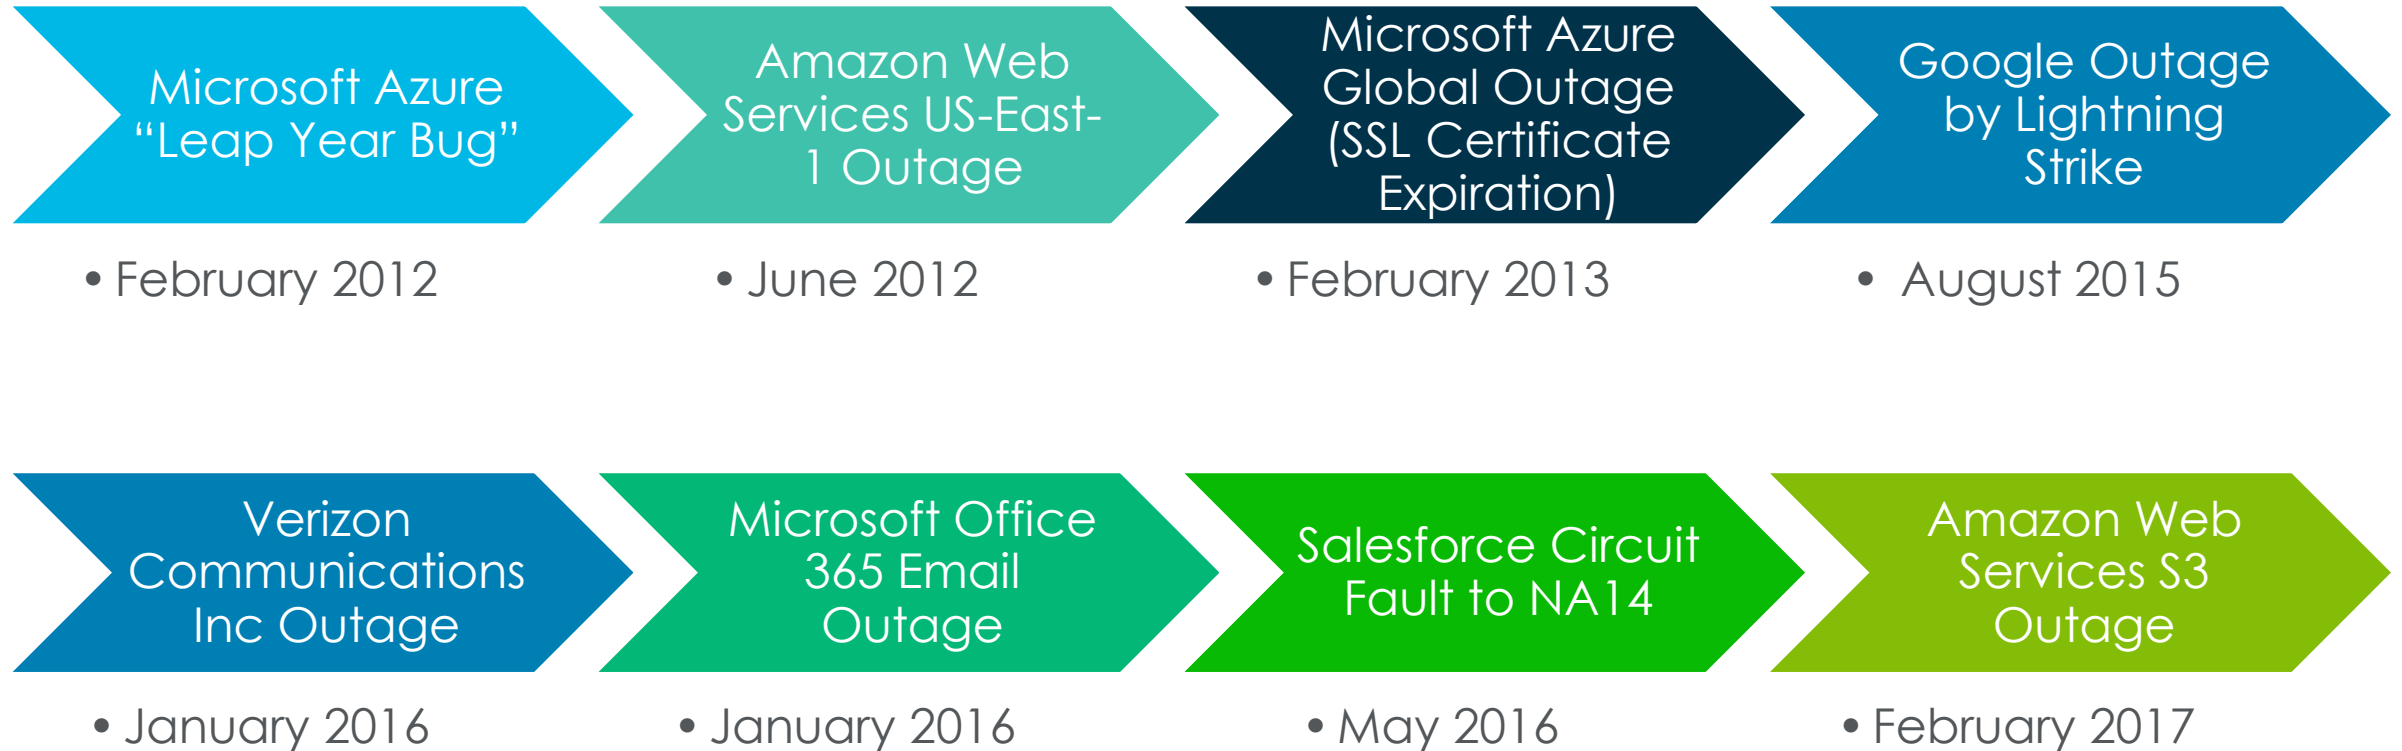 Microsoft Azure
“Leap Year Bug”
• February 2012
Amazon Web
Services US-East-
1 Outage
• June 2012
Microsoft Azure
Global Outage
(SSL Certificate
Expiration)
• February 2013
Google Outage
by Lightning
Strike
• August 2015
Verizon
Communications
Inc Outage
• January 2016
Microsoft Office
365 Email
Outage
• January 2016
Salesforce Circuit
Fault to NA14
• May 2016
Amazon Web
Services S3
Outage
• February 2017